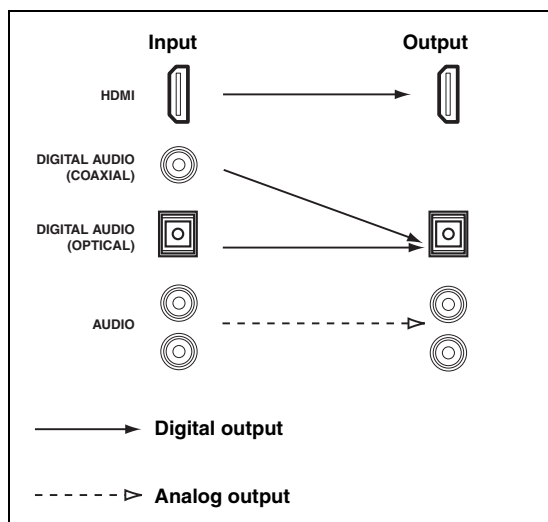 Input
Output
HDMI
DIGITAL AUDIO
(COAXIAL)
DIGITAL AUDIO
(OPTICAL)
AUDIO
Digital output
Analog output